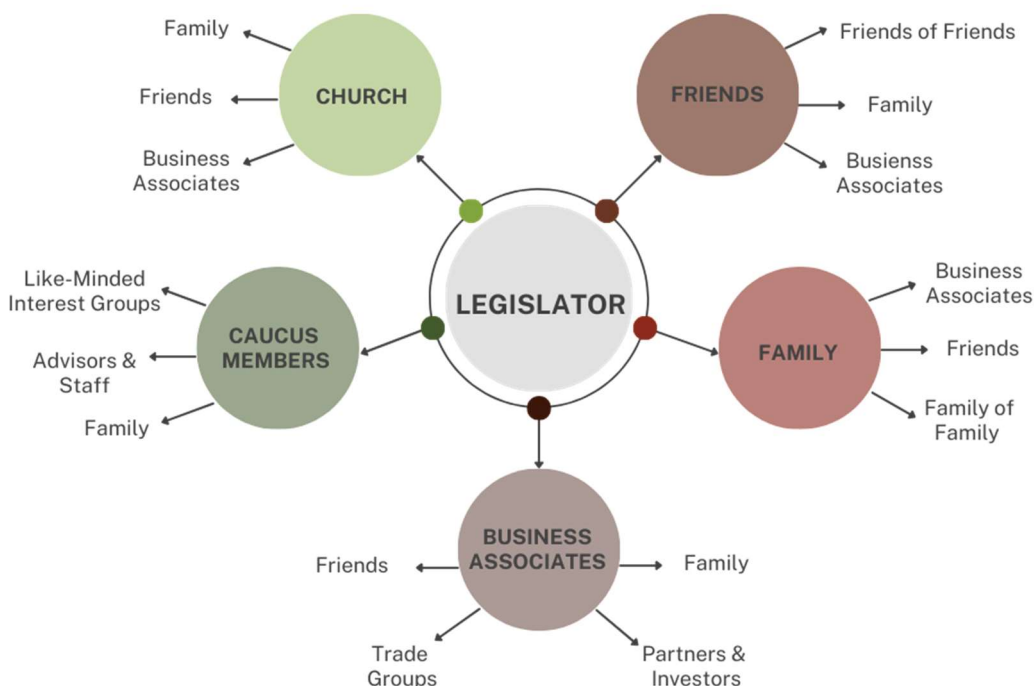 Family
Friends
Business
Associates
CHURCH
FRIENDS
Friends of Friends
Family
Busienss
Associates
LEGISLATOR
Like-Minded
Interest Groups
Advisors &
Staff
Family
CAUCUS
MEMBERS
FAMILY
Business
Associates
Friends
Family of
Family
BUSINESS
ASSOCIATES
Friends
Family
Trade
Groups
Partners &
Investors